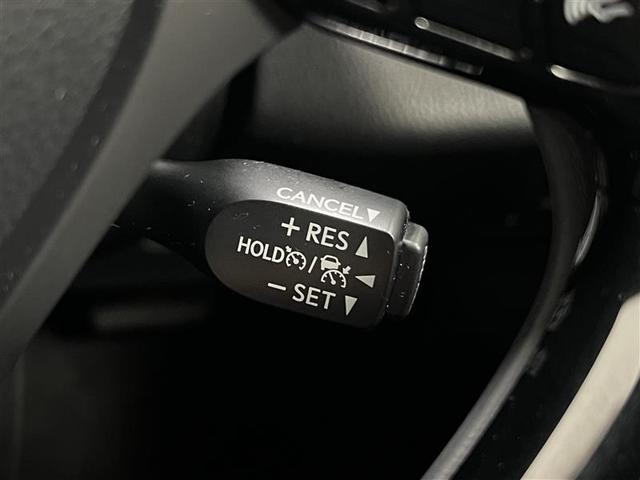 CANCEL▼
+ RES ▲
HOLD / ◀
− SET ▼